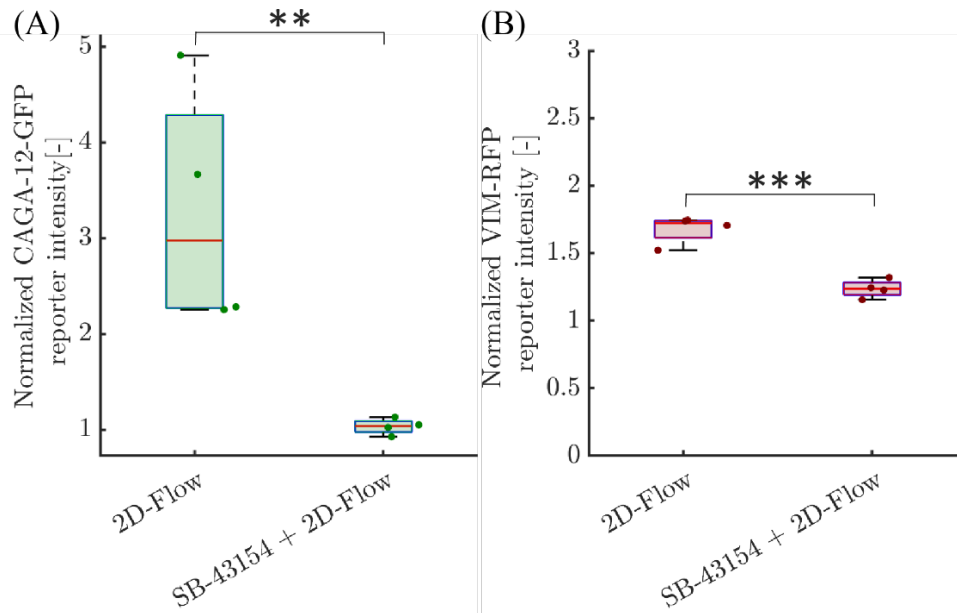 (A)
**
Normalized CAGA-12-GFP
reporter intensity[-]
5
4
3
2
1
2D-Flow
SB-43154 + 2D-Flow
(B)
***
Normalized VIM-RFP
reporter intensity [-]
3
2.5
2
1.5
1
0.5
0
2D-Flow
SB-43154 + 2D-Flow